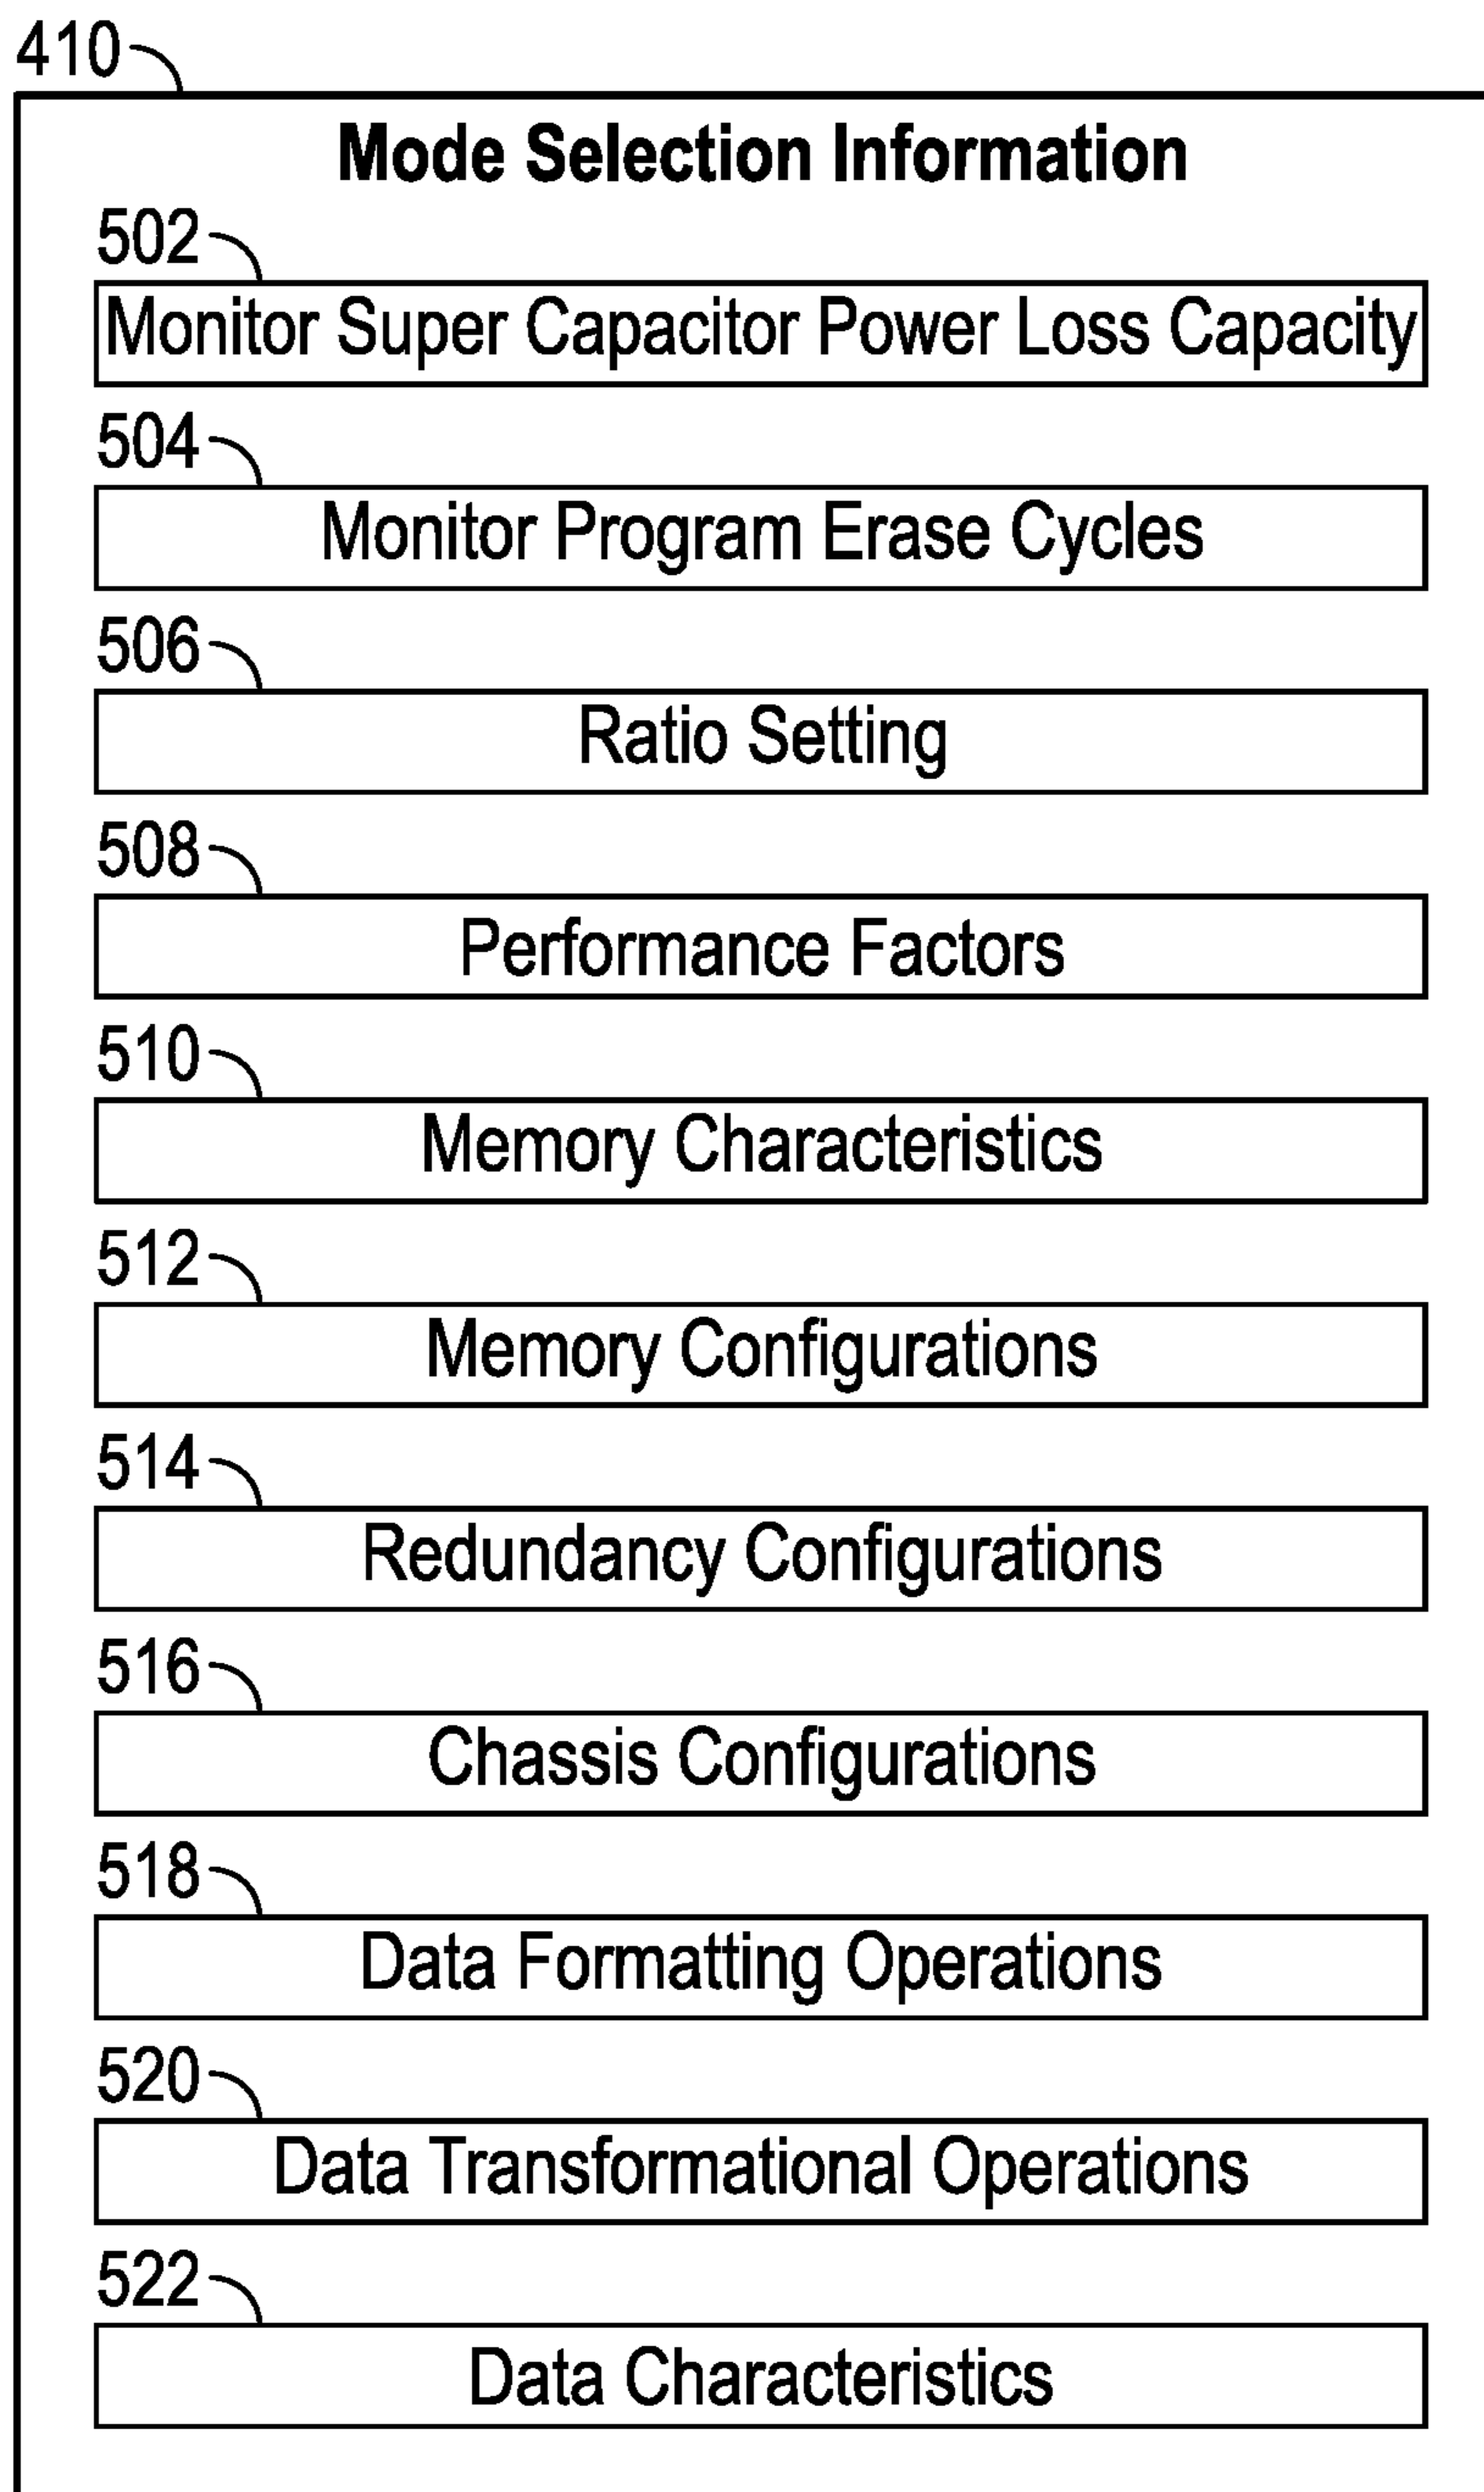 410
Mode Selection Information
502
Monitor Super Capacitor Power Loss Capacity
504
Monitor Program Erase Cycles
506
Ratio Setting
508
Performance Factors
510
Memory Characteristics
512
Memory Configurations
514
Redundancy Configurations
516
Chassis Configurations
518
Data Formatting Operations
520
Data Transformational Operations
522
Data Characteristics